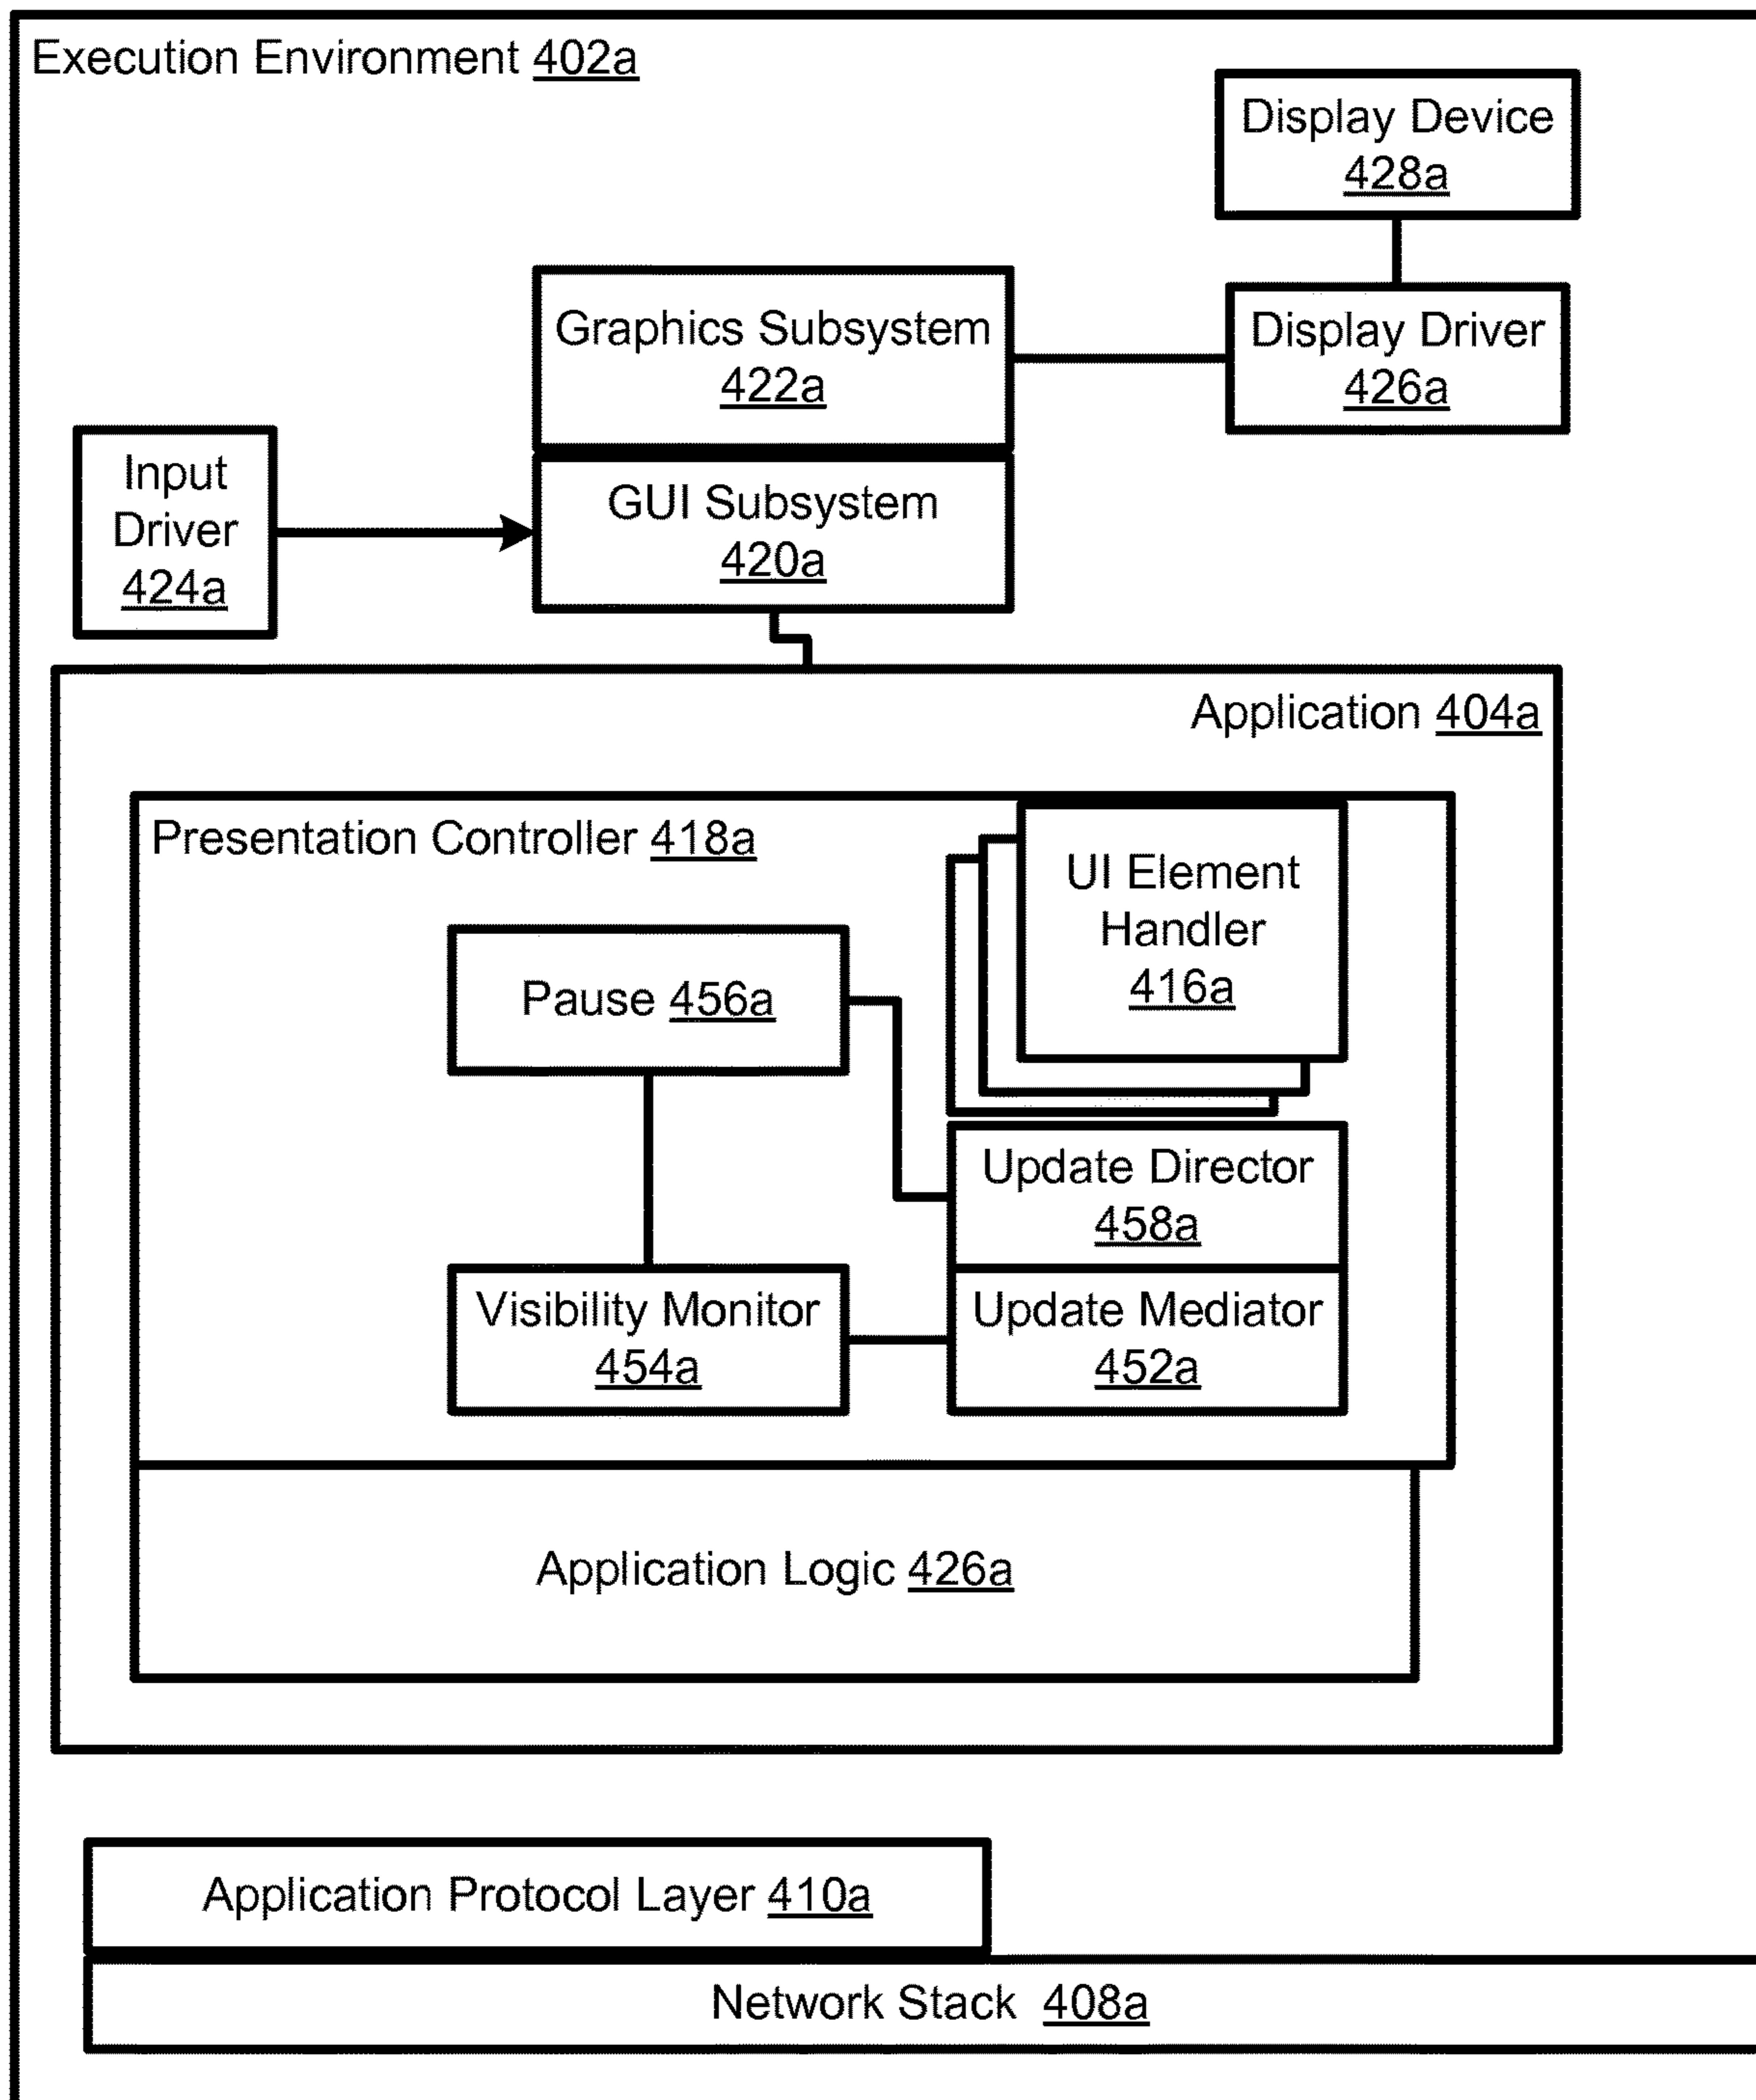 Execution Environment 402a
Display Device
428a
Graphics Subsystem
422a
Display Driver
426a
Input
Driver
424a
GUI Subsystem
420a
Application 404a
Presentation Controller 418a
UI Element
Handler
416a
Pause 456a
Update Director
458a
Visibility Monitor
454a
Update Mediator
452a
Application Logic 426a
Application Protocol Layer 410a
Network Stack 408a